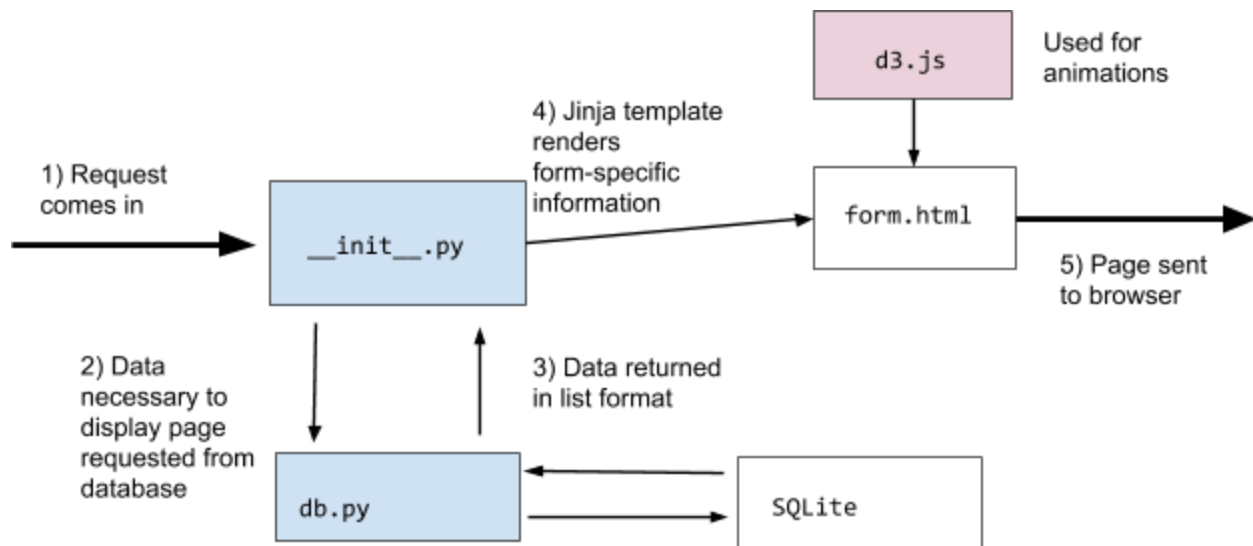 d3.js
Used for
animations
4) Jinja template
renders
form-specific
information
1) Request
comes in
__init__.py
form.html
5) Page sent
to browser
2) Data
necessary to
display page
requested from
database
3) Data returned
in list format
db.py
SQLite